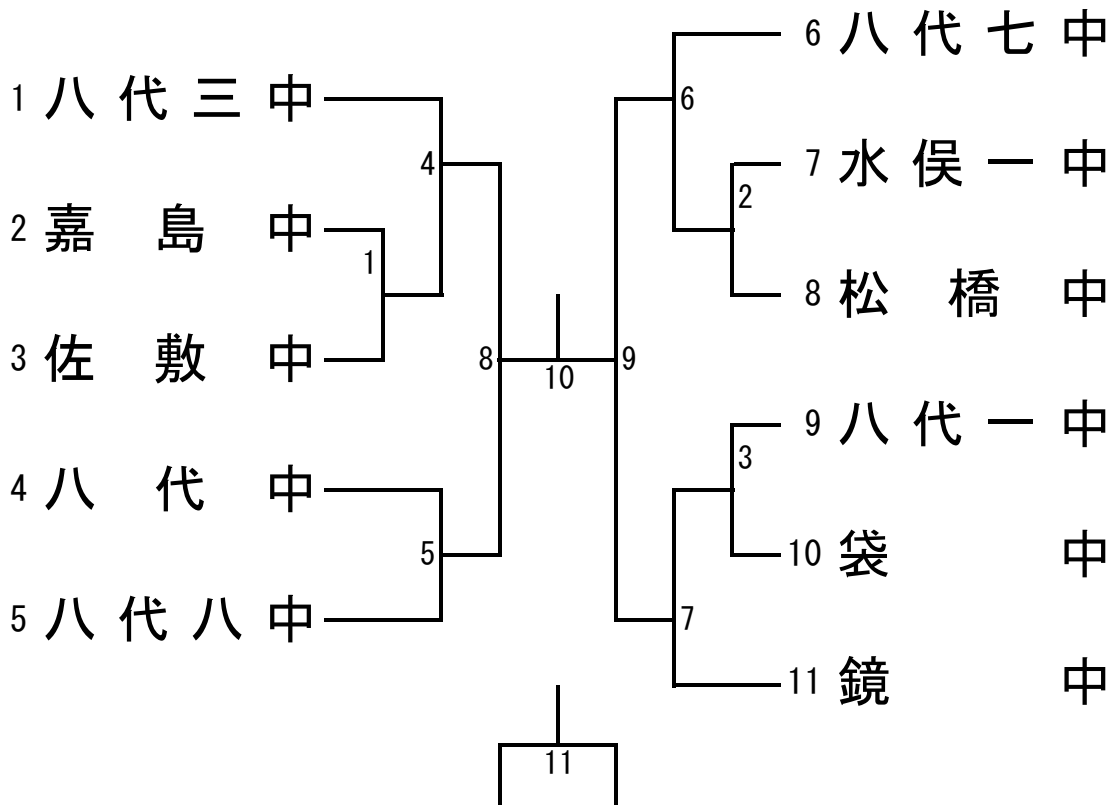 1 八代三中
2 嘉島中
3 佐敷中
4 八代中
5 八代八中
1
4
5
8
10
9
6
2
3
7
6 八代七中
7 水俣一中
8 松橋中
9 八代一中
10 袋中
11 鏡中
11